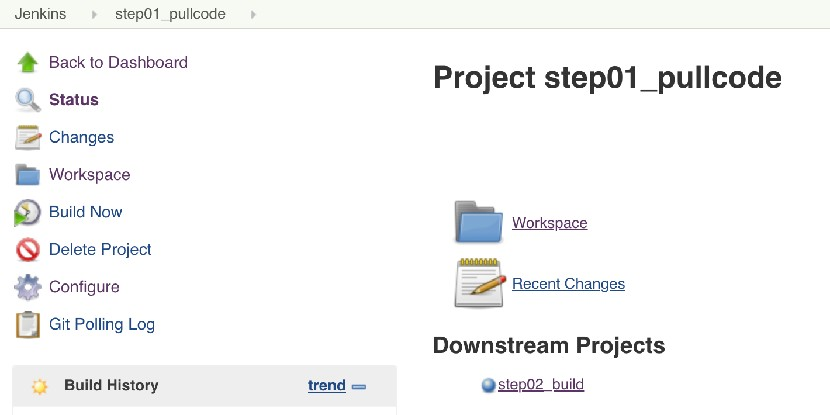 Jenkins step01_pullcode
Back to Dashboard
Status
Changes
Workspace
Build Now
Delete Project
Configure
Git Polling Log
Build History trend
Project step01_pullcode
Workspace
Recent Changes
Downstream Projects
step02_build